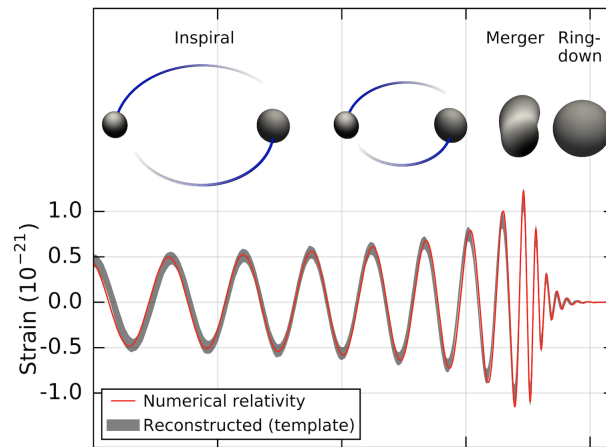 Inspiral
Merger
Ring-
down
Strain (10⁻²¹)
1.0
0.5
0.0
-0.5
-1.0
Numerical relativity
Reconstructed (template)